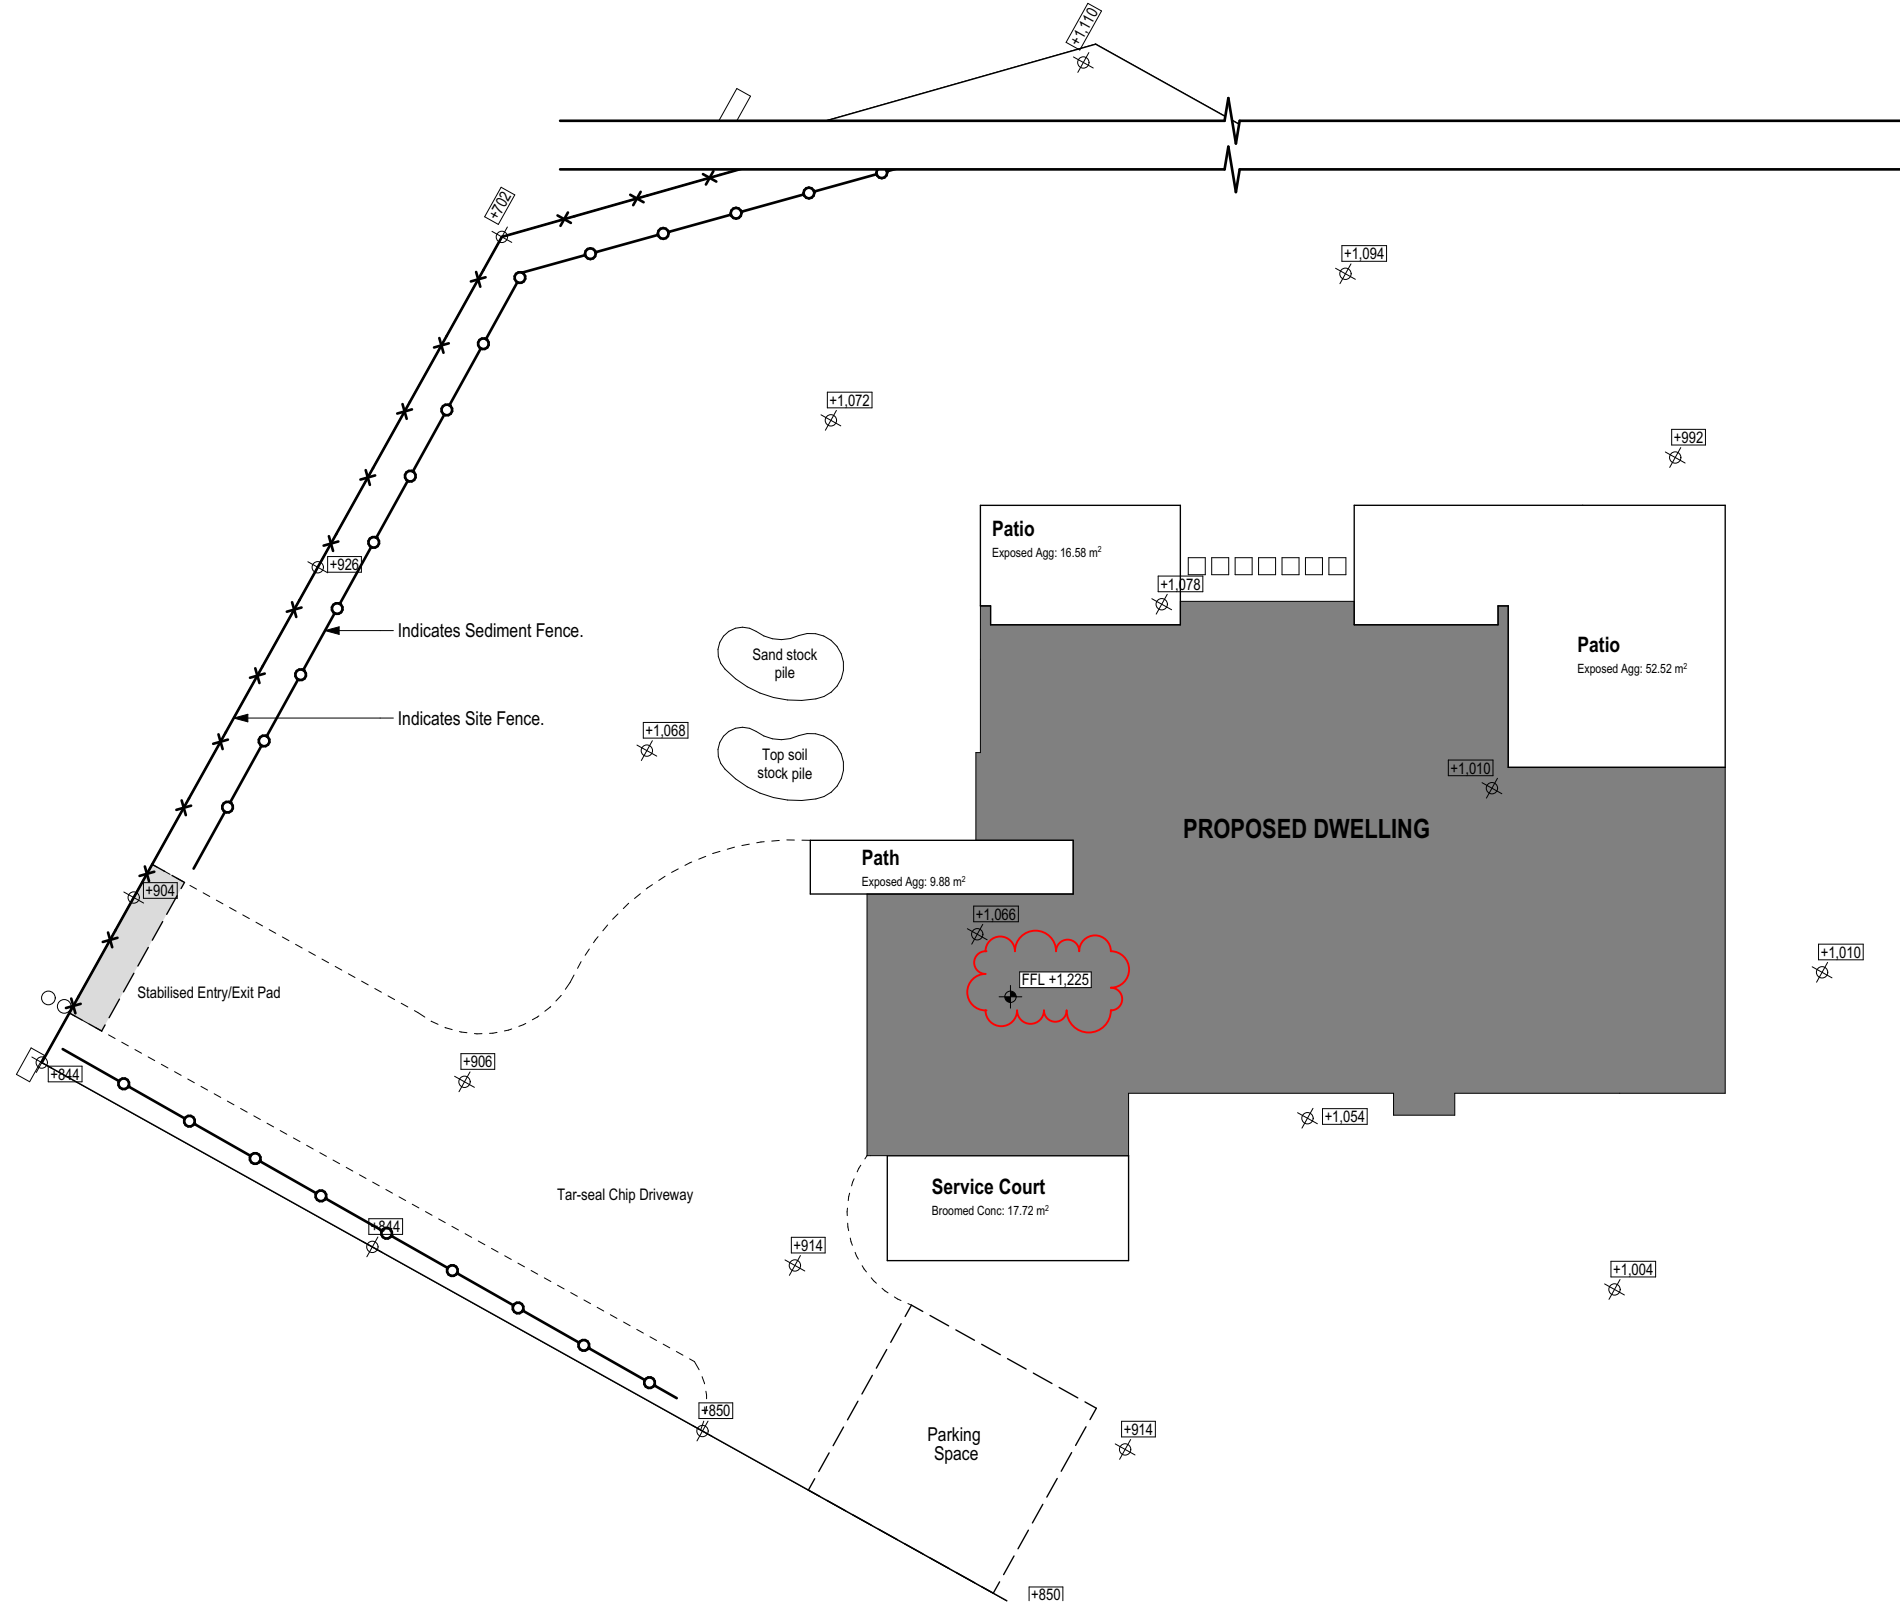 +1,110
+702
+1,094
+1,072
+992
Patio
Exposed Agg: 16.58 m²
+926
+1,078
Indicates Sediment Fence.
Patio
Exposed Agg: 52.52 m²
Sand stock
pile
Indicates Site Fence.
+1,068
Top soil
stock pile
+1,010
PROPOSED DWELLING
Path
Exposed Agg: 9.88 m²
+904
+1,066
+1,010
FFL +1,225
Stabilised Entry/Exit Pad
+906
+844
+1,054
Service Court
Broomed Conc: 17.72 m²
Tar-seal Chip Driveway
+844
+914
+1,004
+850
+914
Parking
Space
+850